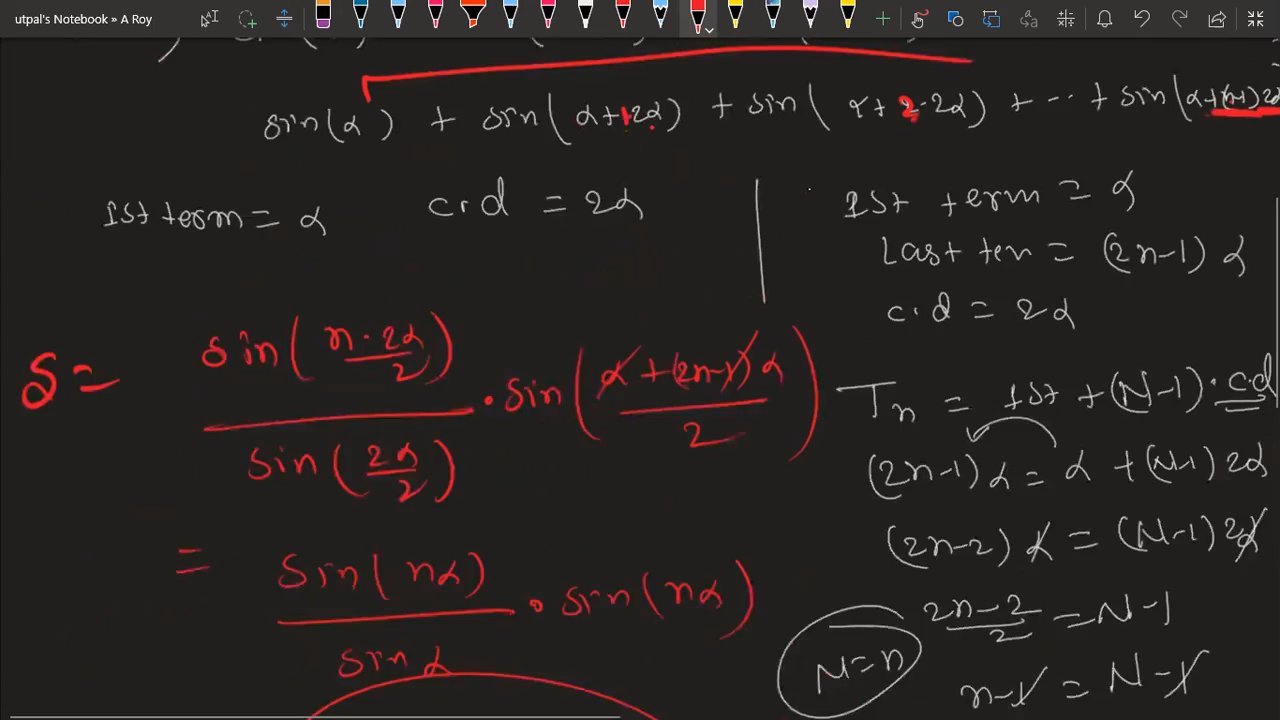 utpal's Notebook » A Roy
sin(α) + sin(α+1·2α) + sin(α+2·2α) + ··· + sin(α+(n-1)2α
1st term = α
c.d = 2α
1st term = α
Last ter = (2n-1) α
c.d = 2α
S = sin(n·2α/2) / sin(2α/2) · sin(α+(2n-1)α / 2)
Tn = 1st + (N-1)·c.d
(2n-1) α = α + (N-1) 2α
(2n-2) α = (N-1) 2α
= sin(nα) / sin α · sin(nα)
2n-2 / 2 = N-1
n-1 = N-1
N=n